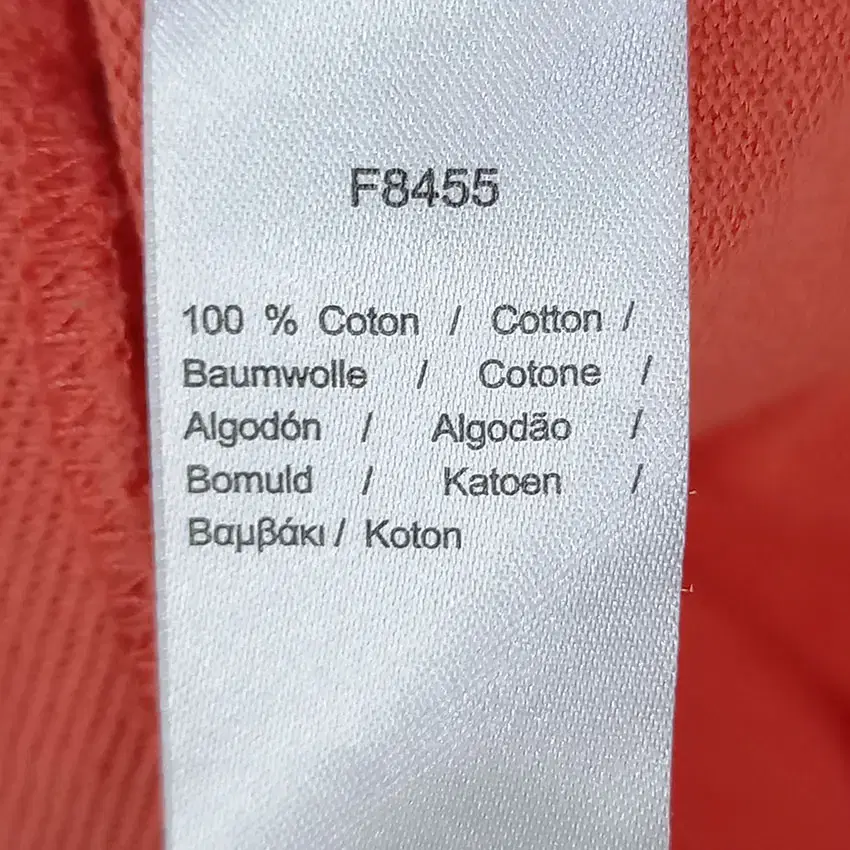 F8455
100 % Coton / Cotton /
Baumwolle / Cotone /
Algodón / Algodão /
Bomuld / Katoen /
Βαμβάκι / Koton